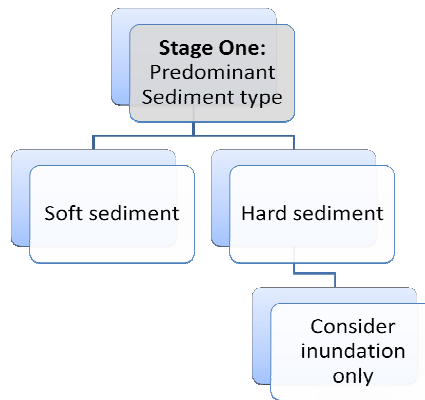 Stage One:
Predominant
Sediment type
Soft sediment
Hard sediment
Consider
inundation
only